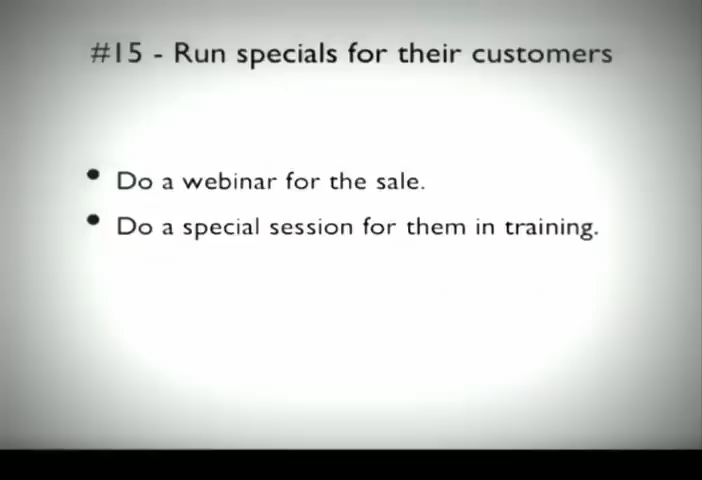 #15 - Run specials for their customers
• Do a webinar for the sale.
• Do a special session for them in training.